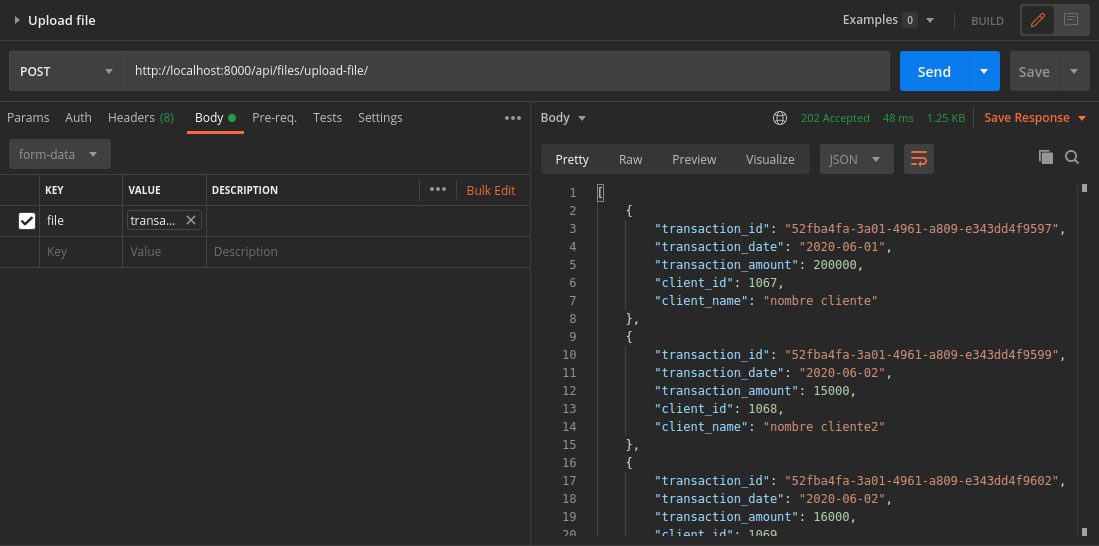 Upload file
Examples 0
BUILD
POST
http://localhost:8000/api/files/upload-file/
Send
Save
Params Auth Headers (8) Body Pre-req. Tests Settings •••
form-data
KEY VALUE DESCRIPTION ••• Bulk Edit
file transa...
Key Value Description
Body
202 Accepted 48 ms 1.25 KB Save Response
Pretty Raw Preview Visualize JSON
1 [
2 {
3 "transaction_id": "52fba4fa-3a01-4961-a809-e343dd4f9597",
4 "transaction_date": "2020-06-01",
5 "transaction_amount": 200000,
6 "client_id": 1067,
7 "client_name": "nombre cliente"
8 },
9 {
10 "transaction_id": "52fba4fa-3a01-4961-a809-e343dd4f9599",
11 "transaction_date": "2020-06-02",
12 "transaction_amount": 15000,
13 "client_id": 1068,
14 "client_name": "nombre cliente2"
15 },
16 {
17 "transaction_id": "52fba4fa-3a01-4961-a809-e343dd4f9602",
18 "transaction_date": "2020-06-02",
19 "transaction_amount": 16000,
20 "client_id": 1069,